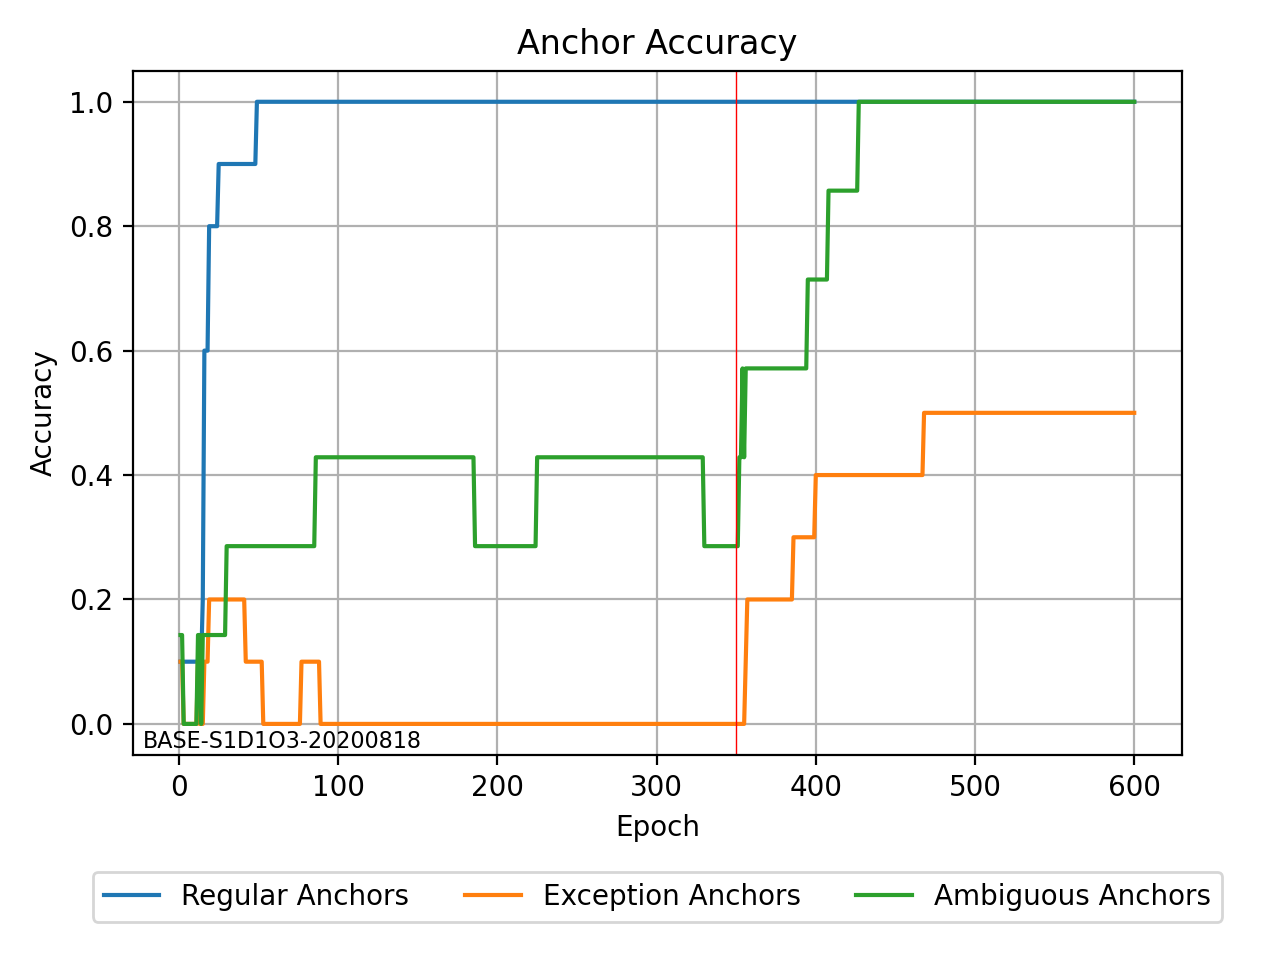 Anchor Accuracy
Accuracy
1.0
0.8
0.6
0.4
0.2
0.0
BASE-S1D1O3-20200818
0 100 200 300 400 500 600
Epoch
Regular Anchors Exception Anchors Ambiguous Anchors